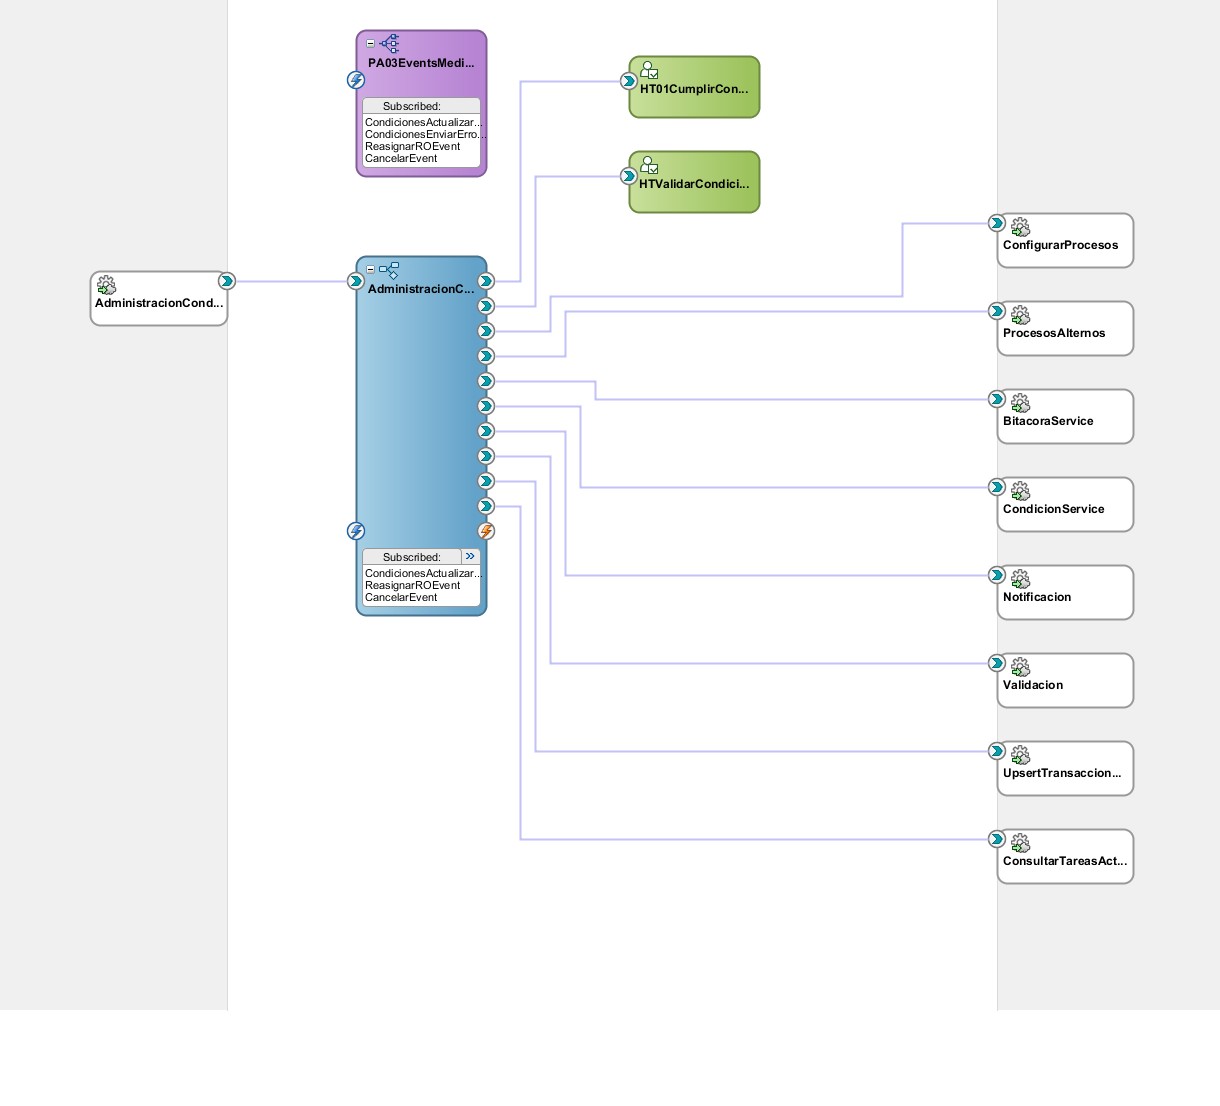 PA03EventsMedi...
Subscribed:
CondicionesActualizar...
CondicionesEnviarErro...
ReasignarROEvent
CancelarEvent
HT01CumplirCon...
HTValidarCondici...
AdministracionCond...
AdministracionC...
Subscribed:
CondicionesActualizar...
ReasignarROEvent
CancelarEvent
ConfigurarProcesos
ProcesosAlternos
BitacoraService
CondicionService
Notificacion
Validacion
UpsertTransaccion...
ConsultarTareasAct...